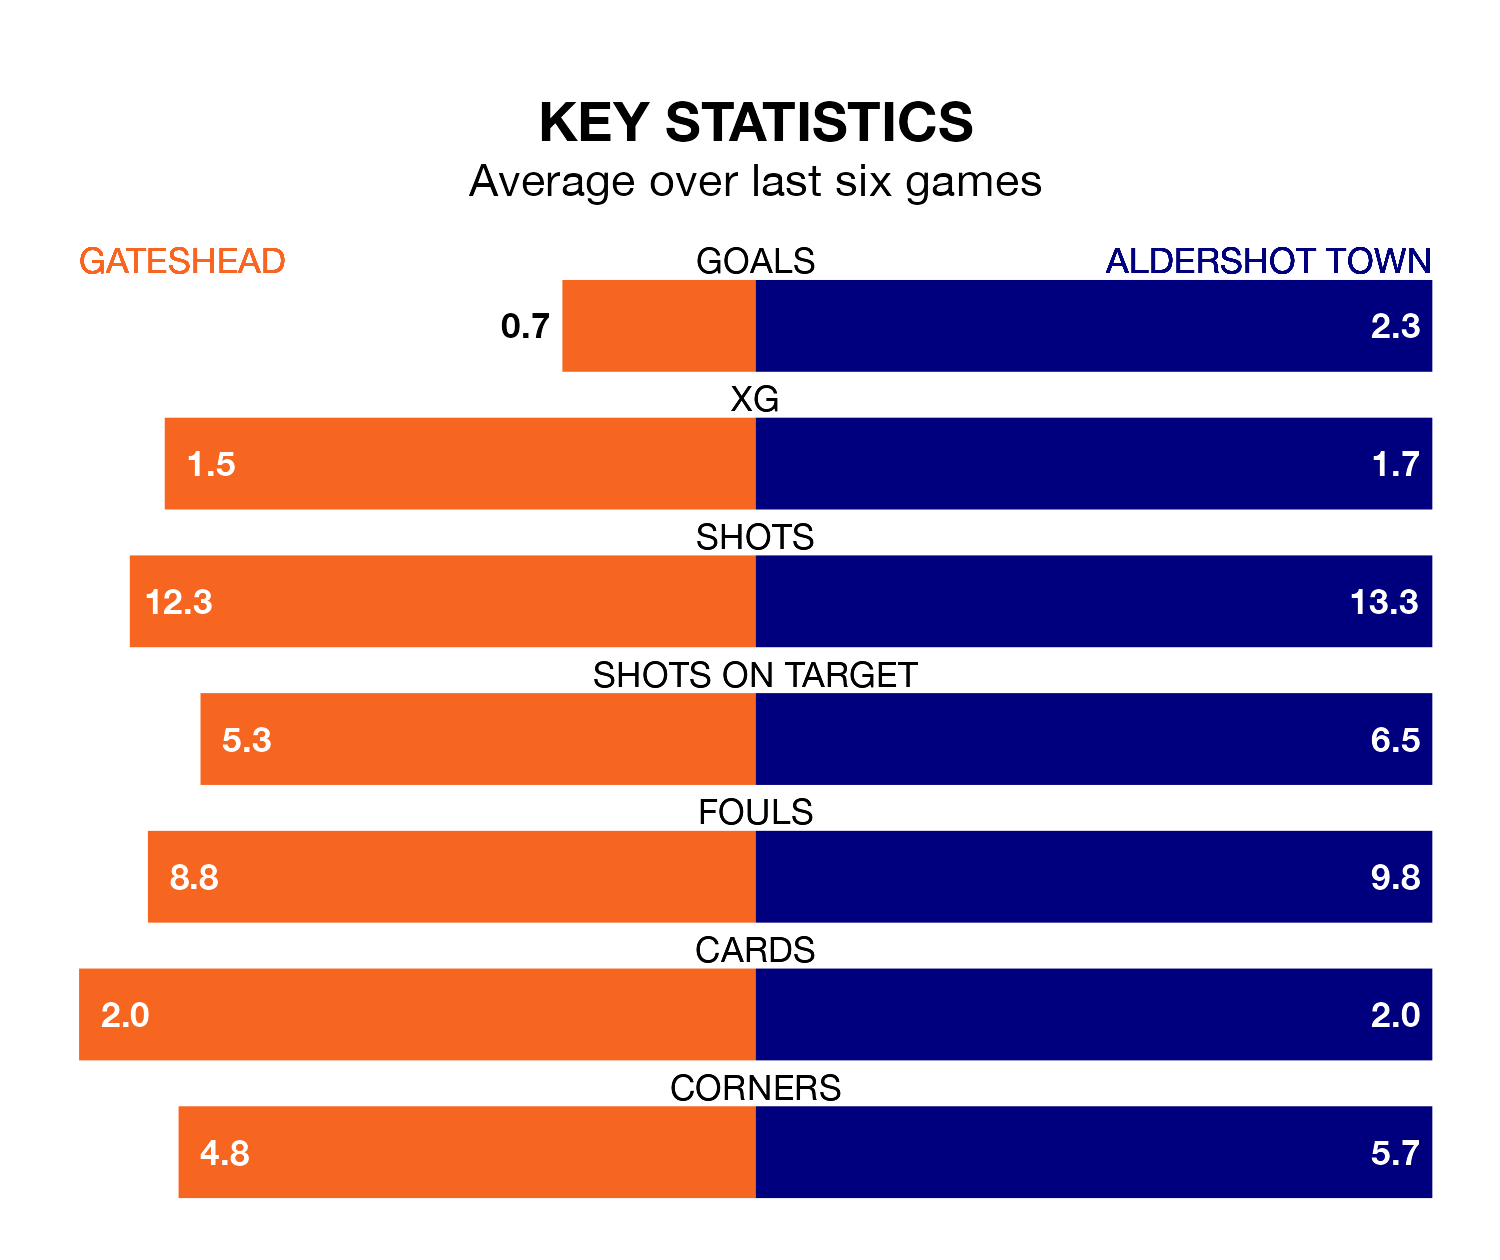 KEY STATISTICS
Average over last six games
GATESHEAD GOALS ALDERSHOT TOWN
0.7 2.3
XG
1.5 1.7
SHOTS
12.3 13.3
SHOTS ON TARGET
5.3 6.5
FOULS
8.8 9.8
CARDS
2.0 2.0
CORNERS
4.8 5.7